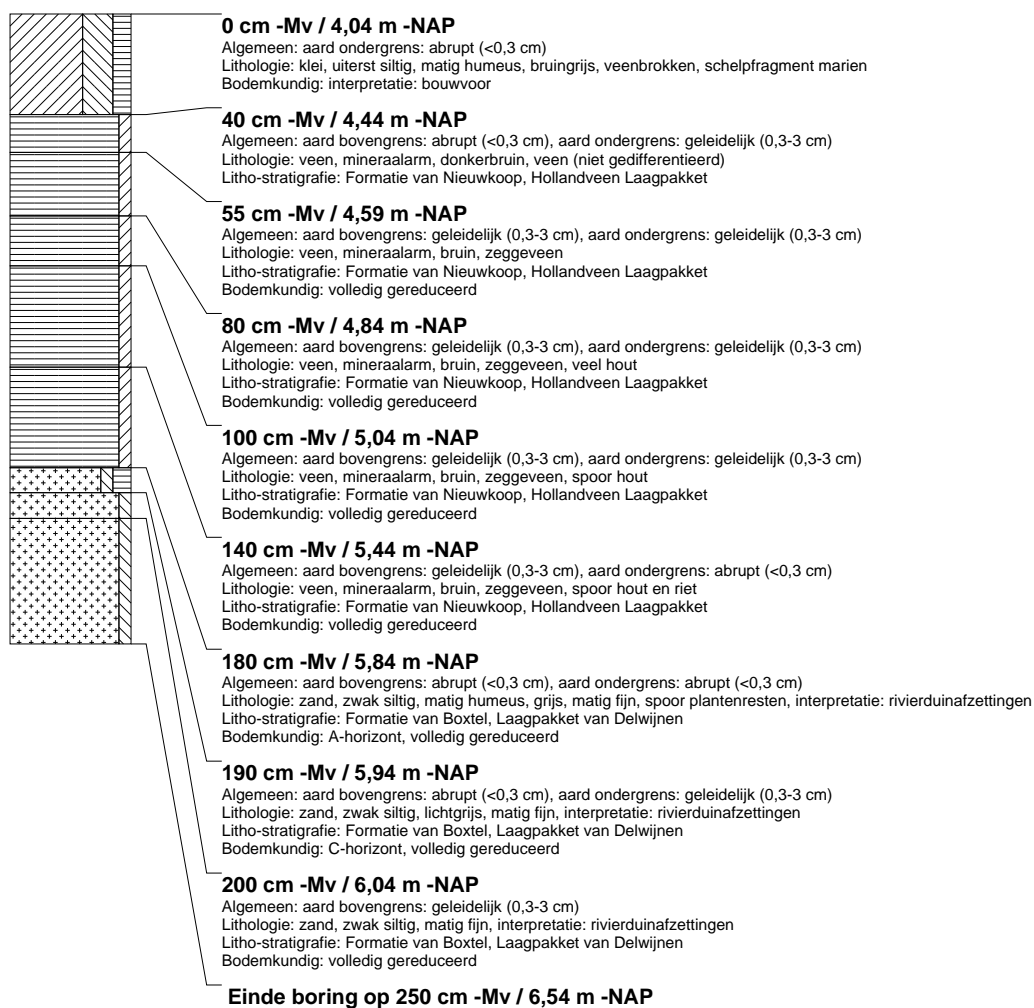 0 cm -Mv / 4,04 m -NAP
Algemeen: aard ondergrens: abrupt (<0,3 cm)
Lithologie: klei, uiterst siltig, matig humeus, bruingrijs, veenbrokken, schelpfragment marien
Bodemkundig: interpretatie: bouwvoor
40 cm -Mv / 4,44 m -NAP
Algemeen: aard bovengrens: abrupt (<0,3 cm), aard ondergrens: geleidelijk (0,3-3 cm)
Lithologie: veen, mineraalarm, donkerbruin, veen (niet gedifferentieerd)
Litho-stratigrafie: Formatie van Nieuwkoop, Hollandveen Laagpakket
55 cm -Mv / 4,59 m -NAP
Algemeen: aard bovengrens: geleidelijk (0,3-3 cm), aard ondergrens: geleidelijk (0,3-3 cm)
Lithologie: veen, mineraalarm, bruin, zeggeveen
Litho-stratigrafie: Formatie van Nieuwkoop, Hollandveen Laagpakket
Bodemkundig: volledig gereduceerd
80 cm -Mv / 4,84 m -NAP
Algemeen: aard bovengrens: geleidelijk (0,3-3 cm), aard ondergrens: geleidelijk (0,3-3 cm)
Lithologie: veen, mineraalarm, bruin, zeggeveen, veel hout
Litho-stratigrafie: Formatie van Nieuwkoop, Hollandveen Laagpakket
Bodemkundig: volledig gereduceerd
100 cm -Mv / 5,04 m -NAP
Algemeen: aard bovengrens: geleidelijk (0,3-3 cm), aard ondergrens: geleidelijk (0,3-3 cm)
Lithologie: veen, mineraalarm, bruin, zeggeveen, spoor hout
Litho-stratigrafie: Formatie van Nieuwkoop, Hollandveen Laagpakket
Bodemkundig: volledig gereduceerd
140 cm -Mv / 5,44 m -NAP
Algemeen: aard bovengrens: geleidelijk (0,3-3 cm), aard ondergrens: abrupt (<0,3 cm)
Lithologie: veen, mineraalarm, bruin, zeggeveen, spoor hout en riet
Litho-stratigrafie: Formatie van Nieuwkoop, Hollandveen Laagpakket
Bodemkundig: volledig gereduceerd
180 cm -Mv / 5,84 m -NAP
Algemeen: aard bovengrens: abrupt (<0,3 cm), aard ondergrens: abrupt (<0,3 cm)
Lithologie: zand, zwak siltig, matig humeus, grijs, matig fijn, spoor plantenresten, interpretatie: rivierduinafzettingen
Litho-stratigrafie: Formatie van Boxtel, Laagpakket van Delwijnen
Bodemkundig: A-horizont, volledig gereduceerd
190 cm -Mv / 5,94 m -NAP
Algemeen: aard bovengrens: abrupt (<0,3 cm), aard ondergrens: geleidelijk (0,3-3 cm)
Lithologie: zand, zwak siltig, lichtgrijs, matig fijn, interpretatie: rivierduinafzettingen
Litho-stratigrafie: Formatie van Boxtel, Laagpakket van Delwijnen
Bodemkundig: C-horizont, volledig gereduceerd
200 cm -Mv / 6,04 m -NAP
Algemeen: aard bovengrens: geleidelijk (0,3-3 cm)
Lithologie: zand, zwak siltig, matig fijn, interpretatie: rivierduinafzettingen
Litho-stratigrafie: Formatie van Boxtel, Laagpakket van Delwijnen
Bodemkundig: volledig gereduceerd
Einde boring op 250 cm -Mv / 6,54 m -NAP